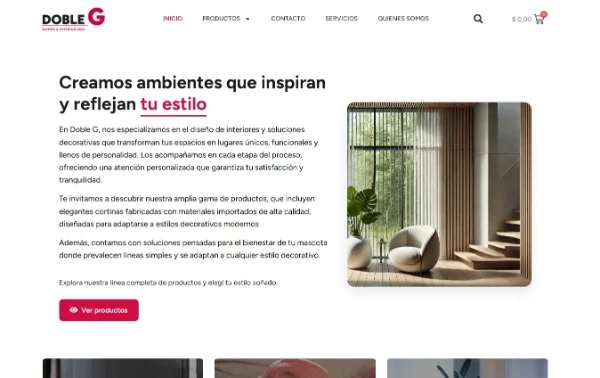 DOBLE G
DISEÑO & INTERIORISMO
INICIO
PRODUCTOS
CONTACTO
SERVICIOS
QUIENES SOMOS
$ 0,00
0
Creamos ambientes que inspiran
y reflejan tu estilo
En Doble G, nos especializamos en el diseño de interiores y soluciones
decorativas que transforman tus espacios en lugares únicos, funcionales y
llenos de personalidad. Los acompañamos en cada etapa del proceso,
ofreciendo una atención personalizada que garantiza tu satisfacción y
tranquilidad.
Te invitamos a descubrir nuestra amplia gama de productos, que incluyen
elegantes cortinas fabricadas con materiales importados de alta calidad,
diseñadas para adaptarse a estilos decorativos modernos
Además, contamos con soluciones pensadas para el bienestar de tu mascota
donde prevalecen lineas simples y se adaptan a cualquier estilo decorativo.
Explora nuestra linea completa de productos y elegí tu estilo soñado.
Ver productos